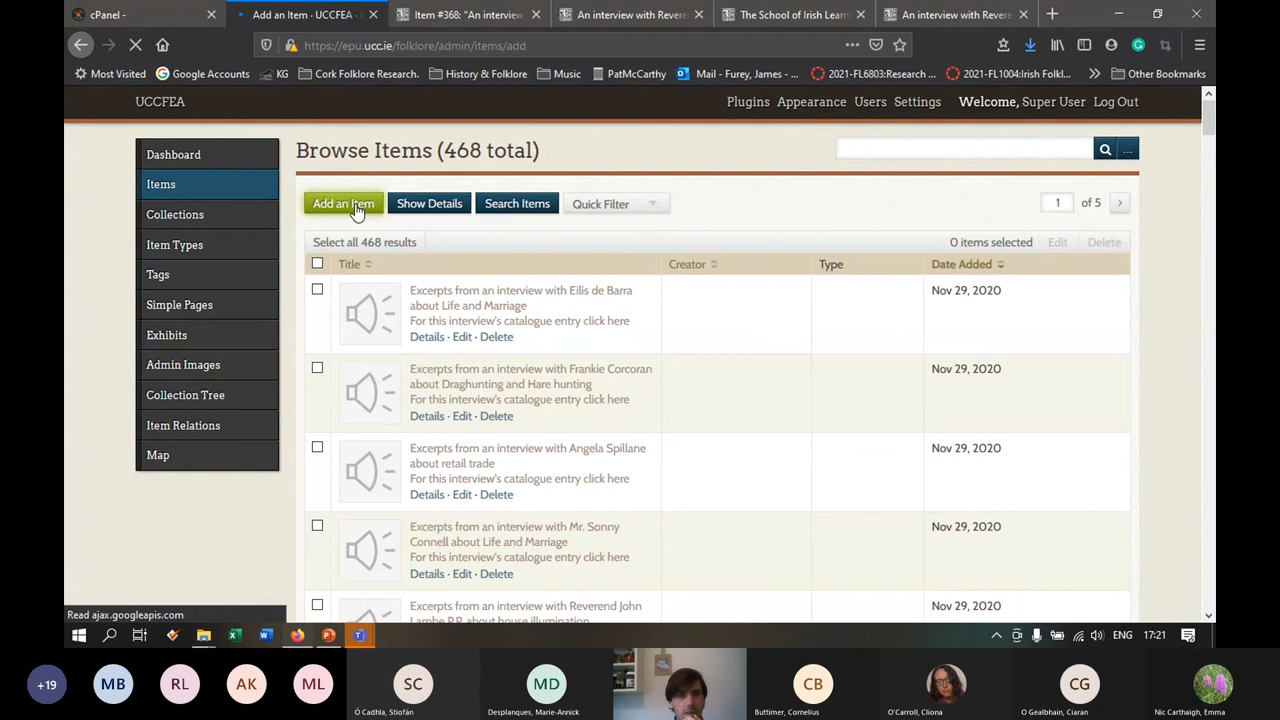 cPanel -
Add an Item · UCCFEA ·
Item #368: "An interview
An interview with Revere
The School of Irish Lear
An interview with Revere
https://epu.ucc.ie/folklore/admin/items/add
Most Visited Google Accounts KG Cork Folklore Research. History & Folklore Music PatMcCarthy Mail - Furey, James - ... 2021-FL6803:Research ... 2021-FL1004:Irish Folkl... Other Bookmarks
UCCFEA
Plugins Appearance Users Settings Welcome, Super User Log Out
Dashboard
Items
Collections
Item Types
Tags
Simple Pages
Exhibits
Admin Images
Collection Tree
Item Relations
Map
Browse Items (468 total)
...
Add an Item Show Details Search Items Quick Filter 1 of 5
Select all 468 results 0 items selected Edit Delete
Title Creator Type Date Added
Excerpts from an interview with Eilís de Barra
about Life and Marriage
For this interview's catalogue entry click here
Details · Edit · Delete
Nov 29, 2020
Excerpts from an interview with Frankie Corcoran
about Draghunting and Hare hunting
For this interview's catalogue entry click here
Details · Edit · Delete
Nov 29, 2020
Excerpts from an interview with Angela Spillane
about retail trade
For this interview's catalogue entry click here
Details · Edit · Delete
Nov 29, 2020
Excerpts from an interview with Mr. Sonny
Connell about Life and Marriage
For this interview's catalogue entry click here
Details · Edit · Delete
Nov 29, 2020
Excerpts from an interview with Reverend John
Lambe P.P. about house illumination
Nov 29, 2020
Read ajax.googleapis.com
ENG 17:21
+19 MB RL AK ML SC MD CB CG
Ó Cadhla, Stiofán Desplanques, Marie-Annick Buttimer, Cornelius O'Carroll, Cliona O Gealbhain, Ciaran Nic Carthaigh, Emma